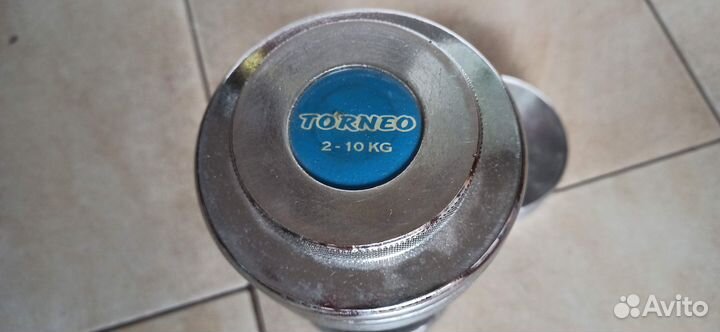 TORNEO
2 - 10 KG
Avito